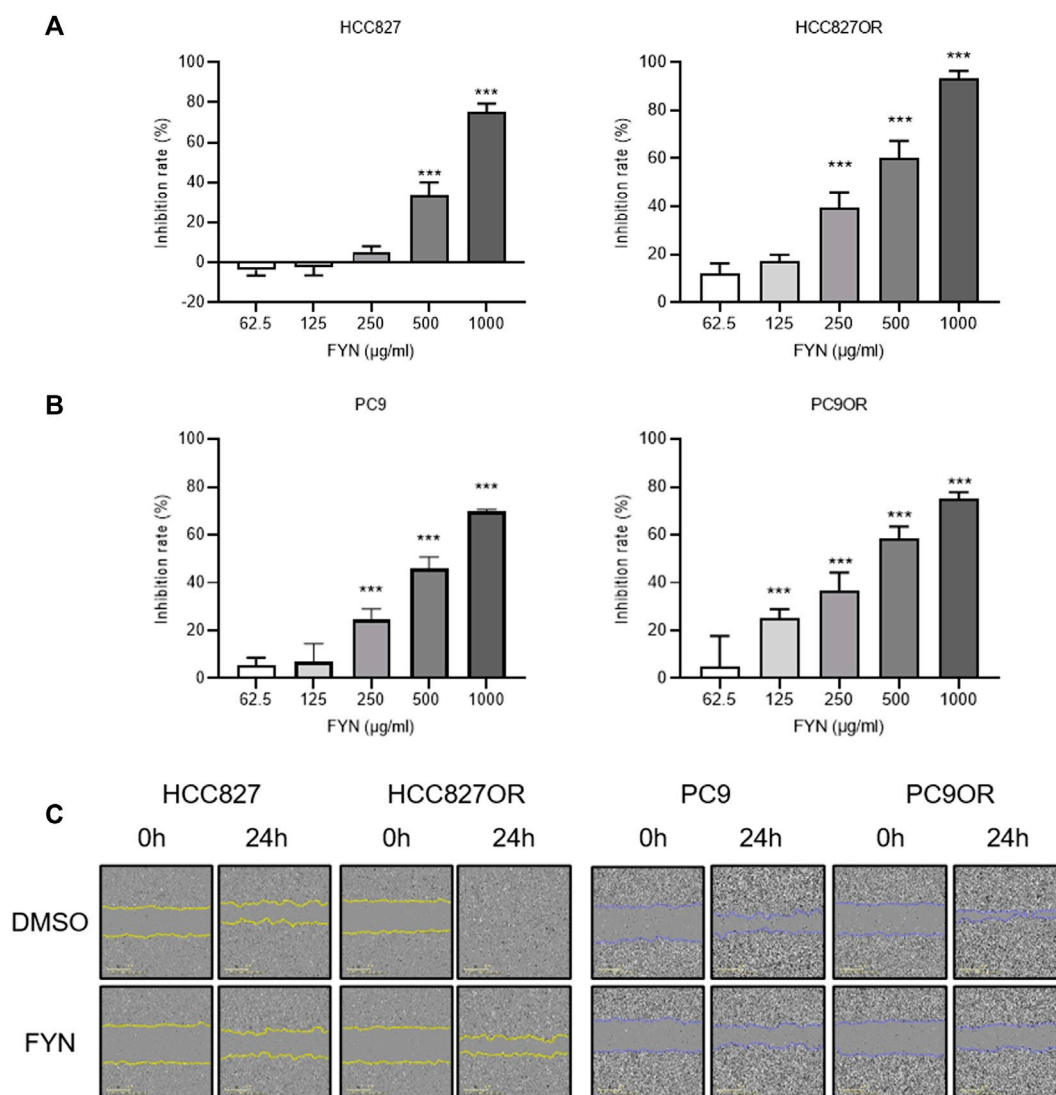 A
HCC827
HCC827OR
Inhibition rate (%)
100
80
60
40
20
0
-20
***
***
62.5 125 250 500 1000
FYN (µg/ml)
Inhibition rate (%)
100
80
60
40
20
0
***
***
***
62.5 125 250 500 1000
FYN (µg/ml)
B
PC9
PC9OR
Inhibition rate (%)
100
80
60
40
20
0
***
***
***
62.5 125 250 500 1000
FYN (µg/ml)
Inhibition rate (%)
100
80
60
40
20
0
***
***
***
***
62.5 125 250 500 1000
FYN (µg/ml)
C
HCC827 HCC827OR PC9 PC9OR
0h 24h 0h 24h 0h 24h 0h 24h
DMSO
FYN